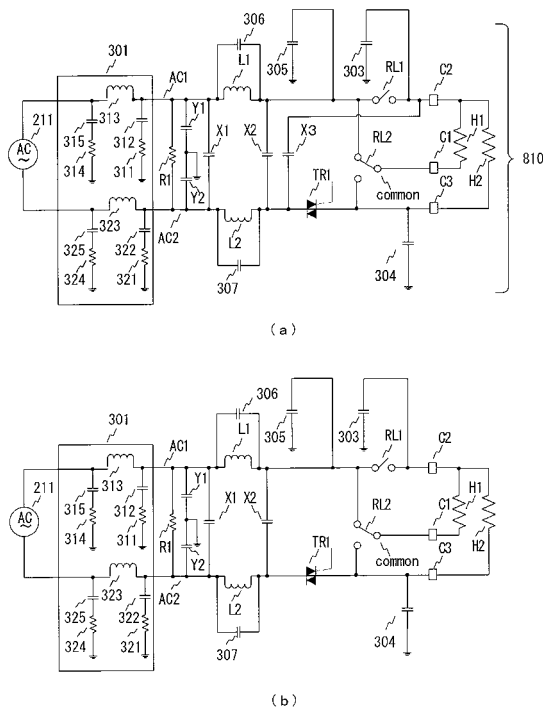 306
L1
305
303
RL1
C2
301
AC1
211
AC
313
315
312
314
311
Y1
X1
X2
X3
R1
Y2
RL2
C1
H1
C3
H2
810
TR1
common
323
AC2
L2
325
322
324
321
307
304
(a)
306
L1
305
303
RL1
C2
301
AC1
211
AC
313
315
312
314
311
Y1
X1
X2
R1
Y2
RL2
C1
H1
C3
H2
TR1
common
323
AC2
L2
325
322
324
321
307
304
(b)